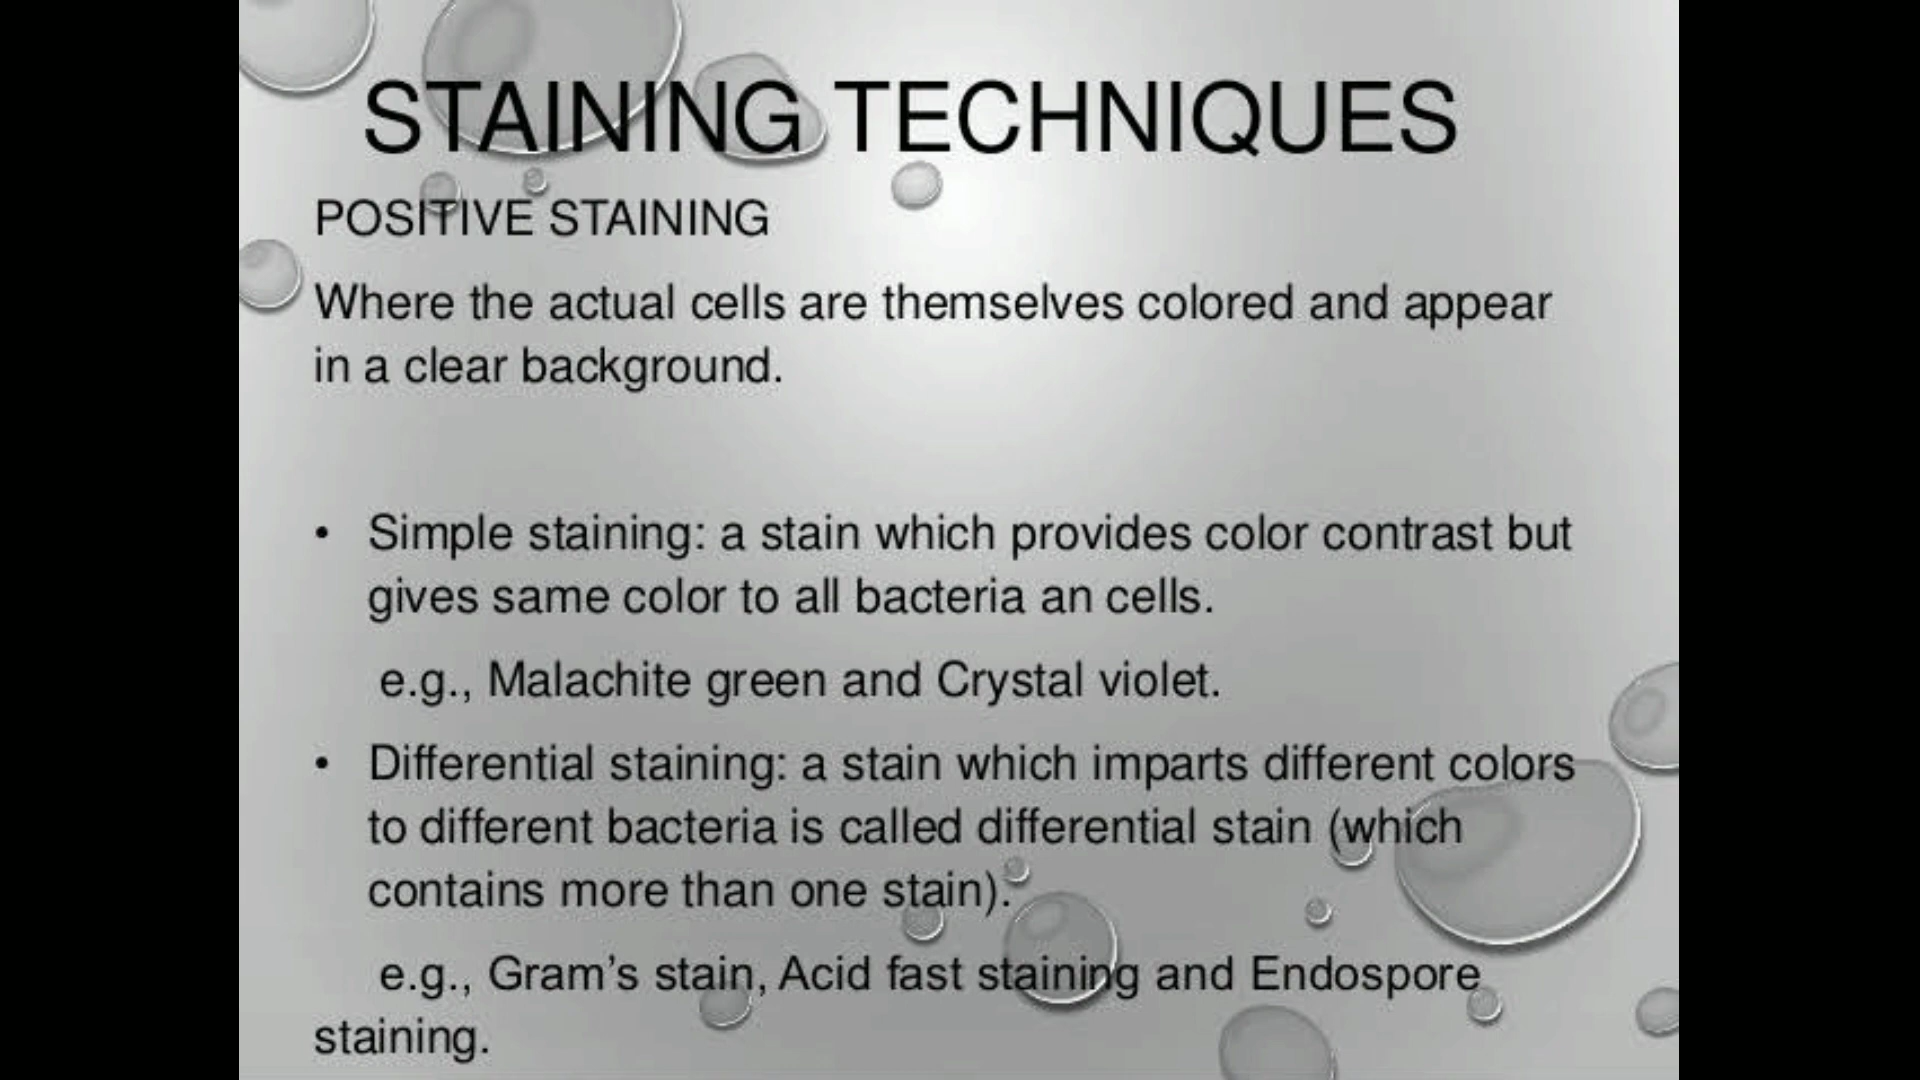 STAINING TECHNIQUES
POSITIVE STAINING
Where the actual cells are themselves colored and appear
in a clear background.
• Simple staining: a stain which provides color contrast but
gives same color to all bacteria an cells.
e.g., Malachite green and Crystal violet.
• Differential staining: a stain which imparts different colors
to different bacteria is called differential stain (which
contains more than one stain).
e.g., Gram’s stain, Acid fast staining and Endospore
staining.